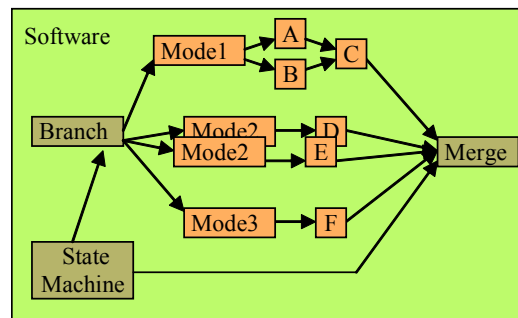 Software
Mode1
A
B
C
Branch
Mode2
D
Mode2
E
Merge
Mode3
F
State
Machine